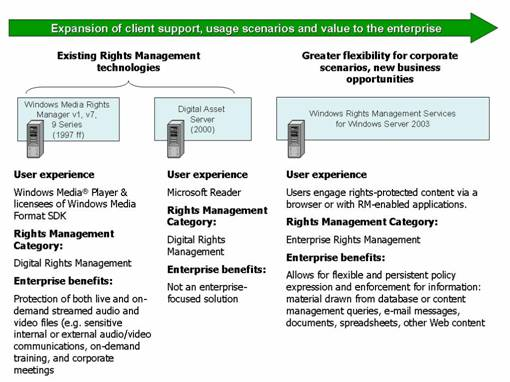 Expansion of client support, usage scenarios and value to the enterprise
Existing Rights Management
technologies
Greater flexibility for corporate
scenarios, new business
opportunities
Windows Media Rights
Manager v1, v7,
9 Series
(1997 ff)
Digital Asset
Server
(2000)
Windows Rights Management Services
for Windows Server 2003
User experience
Windows Media® Player &
licensees of Windows Media
Format SDK
Rights Management
Category:
Digital Rights Management
Enterprise benefits:
Protection of both live and on-
demand streamed audio and
video files (e.g. sensitive
internal or external audio/video
communications, on-demand
training, and corporate
meetings
User experience
Microsoft Reader
Rights Management
Category:
Digital Rights
Management
Enterprise benefits:
Not an enterprise-
focused solution
User experience
Users engage rights-protected content via a
browser or with RM-enabled applications.
Rights Management Category:
Enterprise Rights Management
Enterprise benefits:
Allows for flexible and persistent policy
expression and enforcement for information:
material drawn from database or content
management queries, e-mail messages,
documents, spreadsheets, other Web content